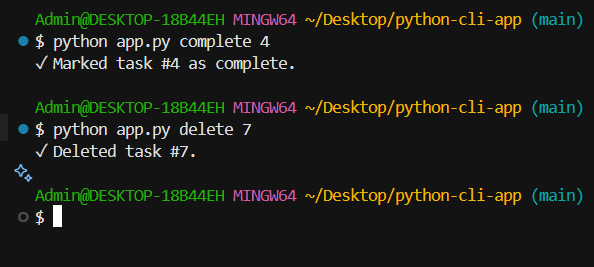 Admin@DESKTOP-18B44EH MINGW64 ~/Desktop/python-cli-app (main)
$ python app.py complete 4
✓ Marked task #4 as complete.
Admin@DESKTOP-18B44EH MINGW64 ~/Desktop/python-cli-app (main)
$ python app.py delete 7
✓ Deleted task #7.
Admin@DESKTOP-18B44EH MINGW64 ~/Desktop/python-cli-app (main)
$